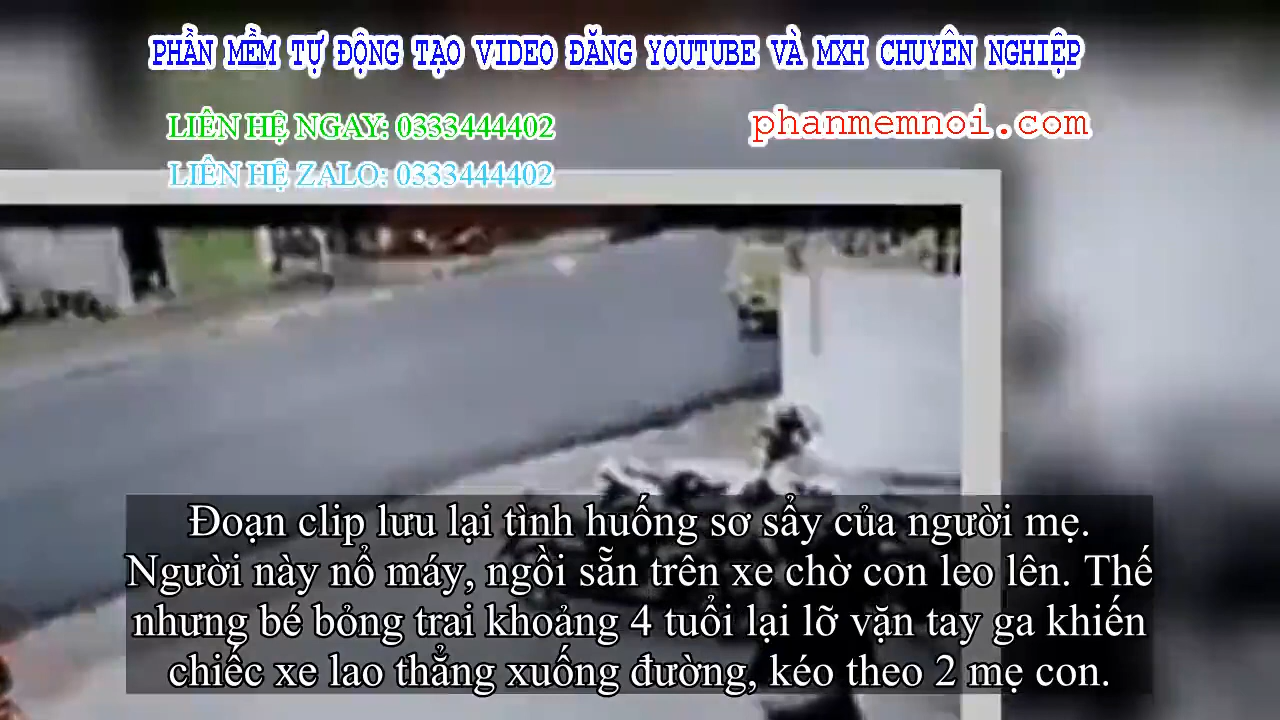 PHẦN MỀM TỰ ĐỘNG TẠO VIDEO ĐĂNG YOUTUBE VÀ MXH CHUYÊN NGHIỆP
LIÊN HỆ NGAY: 0333444402
phanmemnoi.com
LIÊN HỆ ZALO: 0333444402
Đoạn clip lưu lại tình huống sơ sẩy của người mẹ.
Người này nổ máy, ngồi sẵn trên xe chờ con leo lên. Thế
nhưng bé bỏng trai khoảng 4 tuổi lại lỡ vặn tay ga khiến
chiếc xe lao thẳng xuống đường, kéo theo 2 mẹ con.